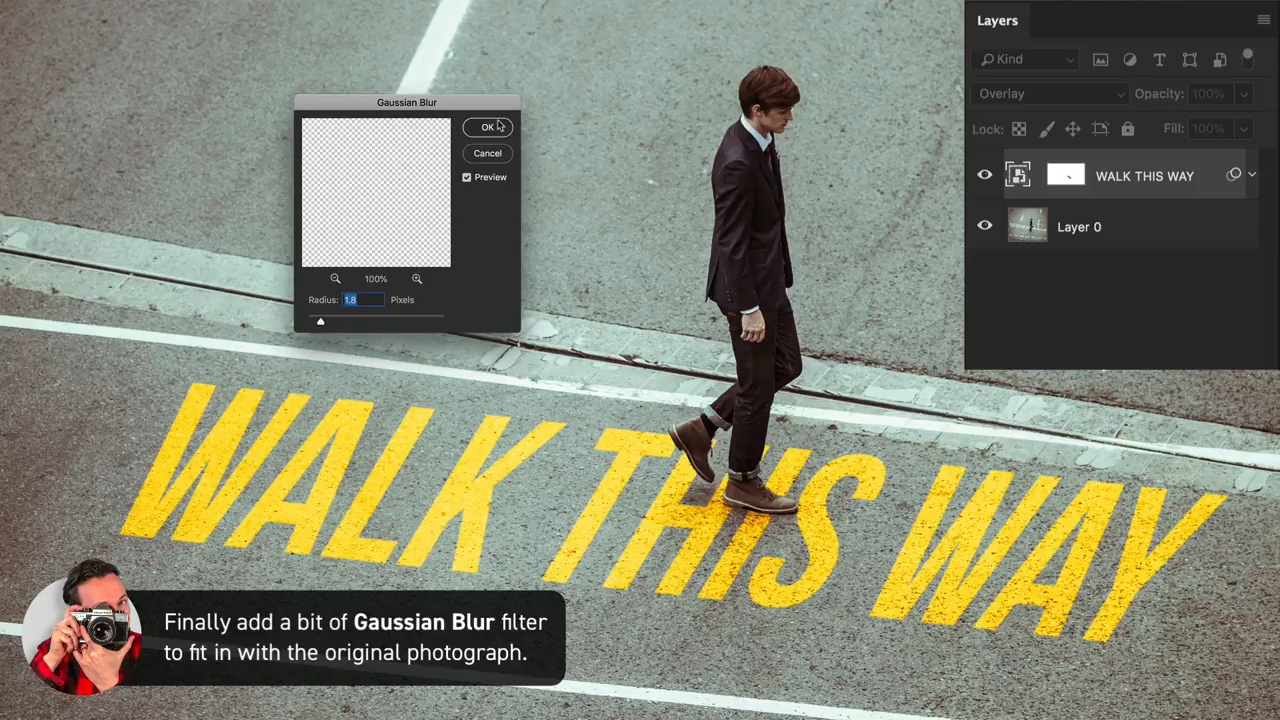 Layers
Kind
Overlay
Opacity: 100%
Lock:
Fill: 100%
WALK THIS WAY
Layer 0
Gaussian Blur
OK
Cancel
Preview
100%
Radius: 1.8 Pixels
WALK THIS WAY
Finally add a bit of Gaussian Blur filter
to fit in with the original photograph.